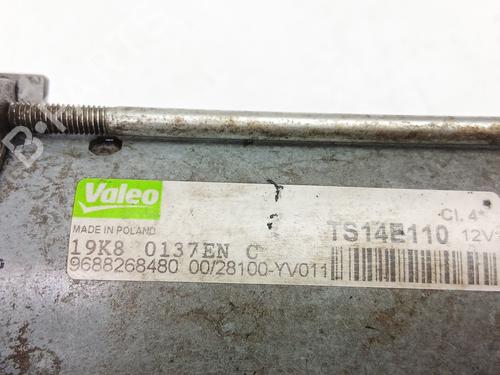 Valeo
MADE IN POLAND
Cl. 4*
TS14E110 12V
19K8 0137EN C
9688268480 00/28100-YV011